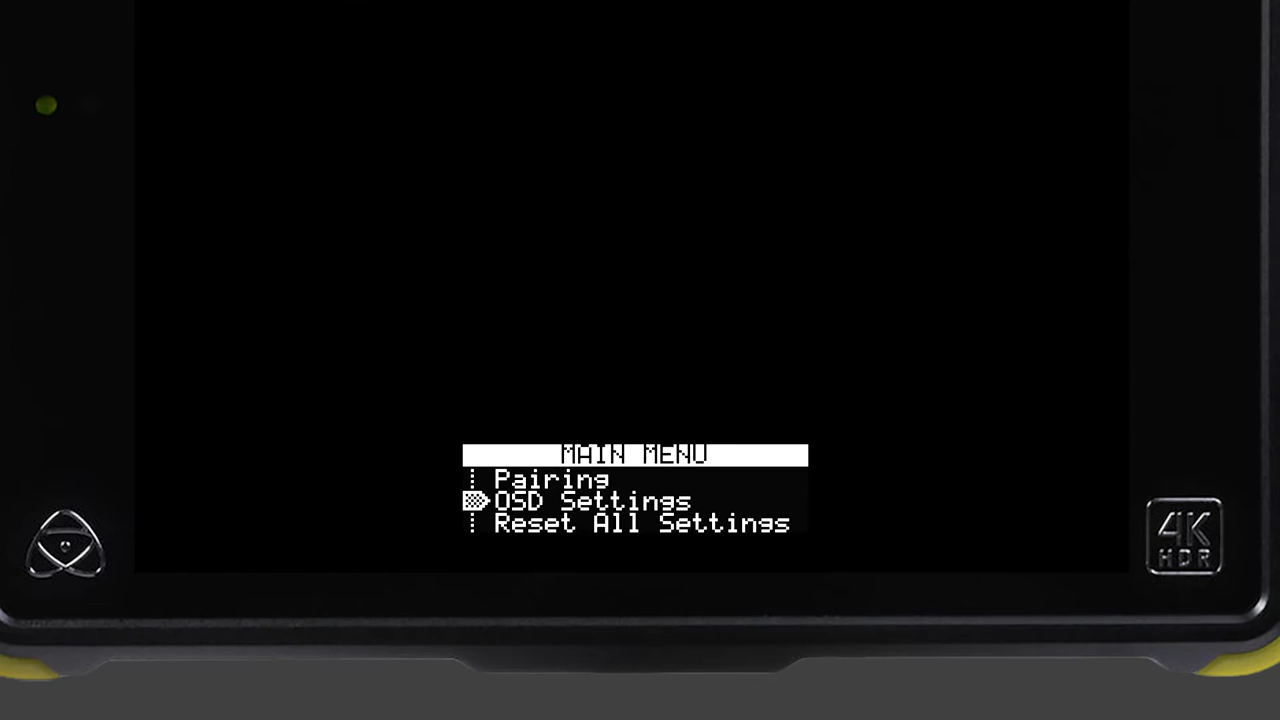 MAIN MENU
Pairing
OSD Settings
Reset All Settings
4K
HDR